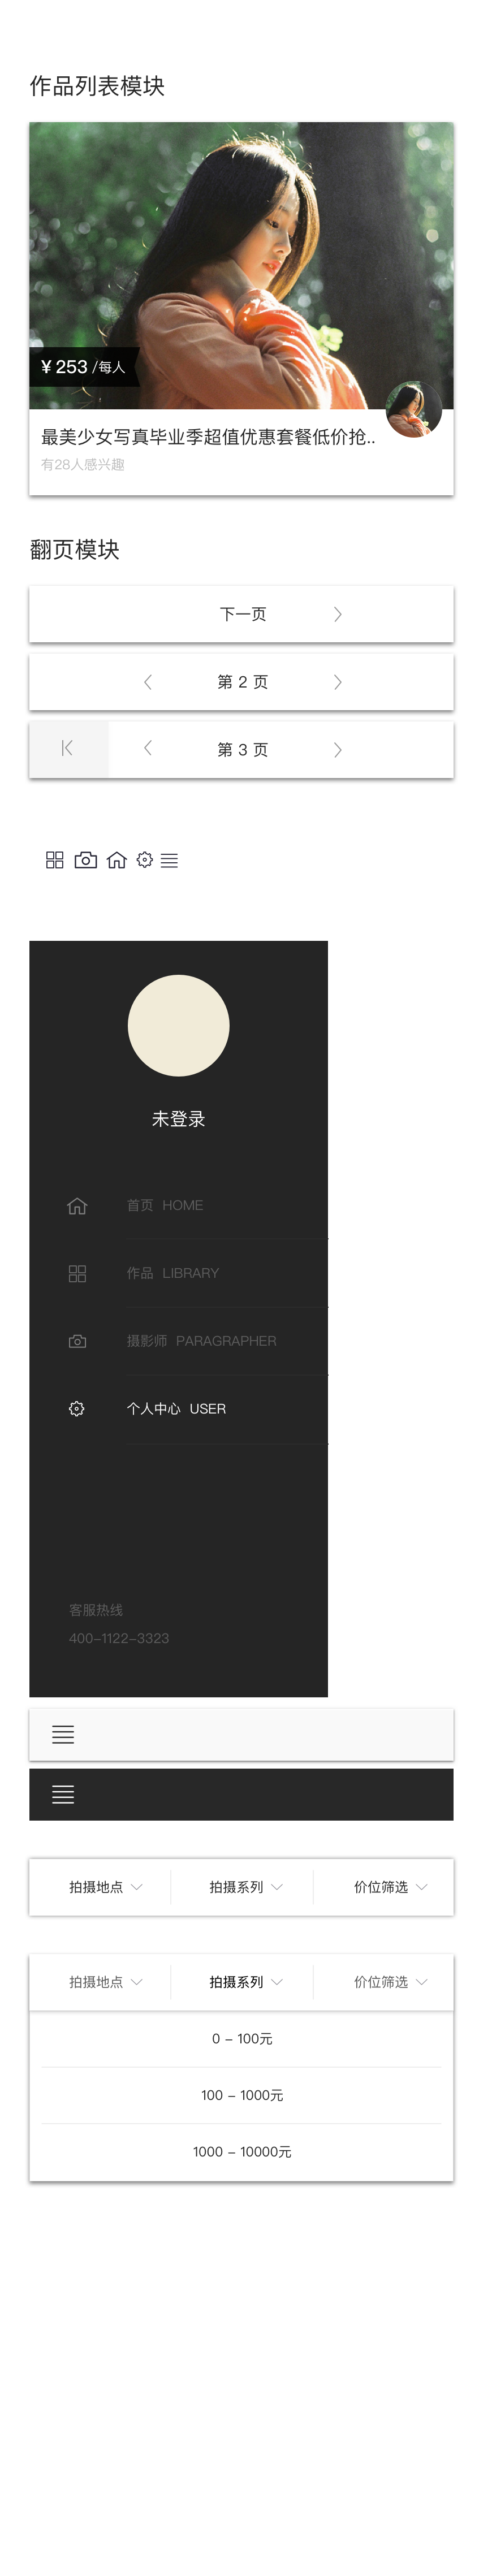 作品列表模块
¥ 253 /每人
最美少女写真毕业季超值优惠套餐低价抢..
有28人感兴趣
翻页模块
下一页
第 2 页
第 3 页
未登录
首页 HOME
作品 LIBRARY
摄影师 PARAGRAPHER
个人中心 USER
客服热线
400-1122-3323
拍摄地点 拍摄系列 价位筛选
拍摄地点 拍摄系列 价位筛选
0 - 100元
100 - 1000元
1000 - 10000元